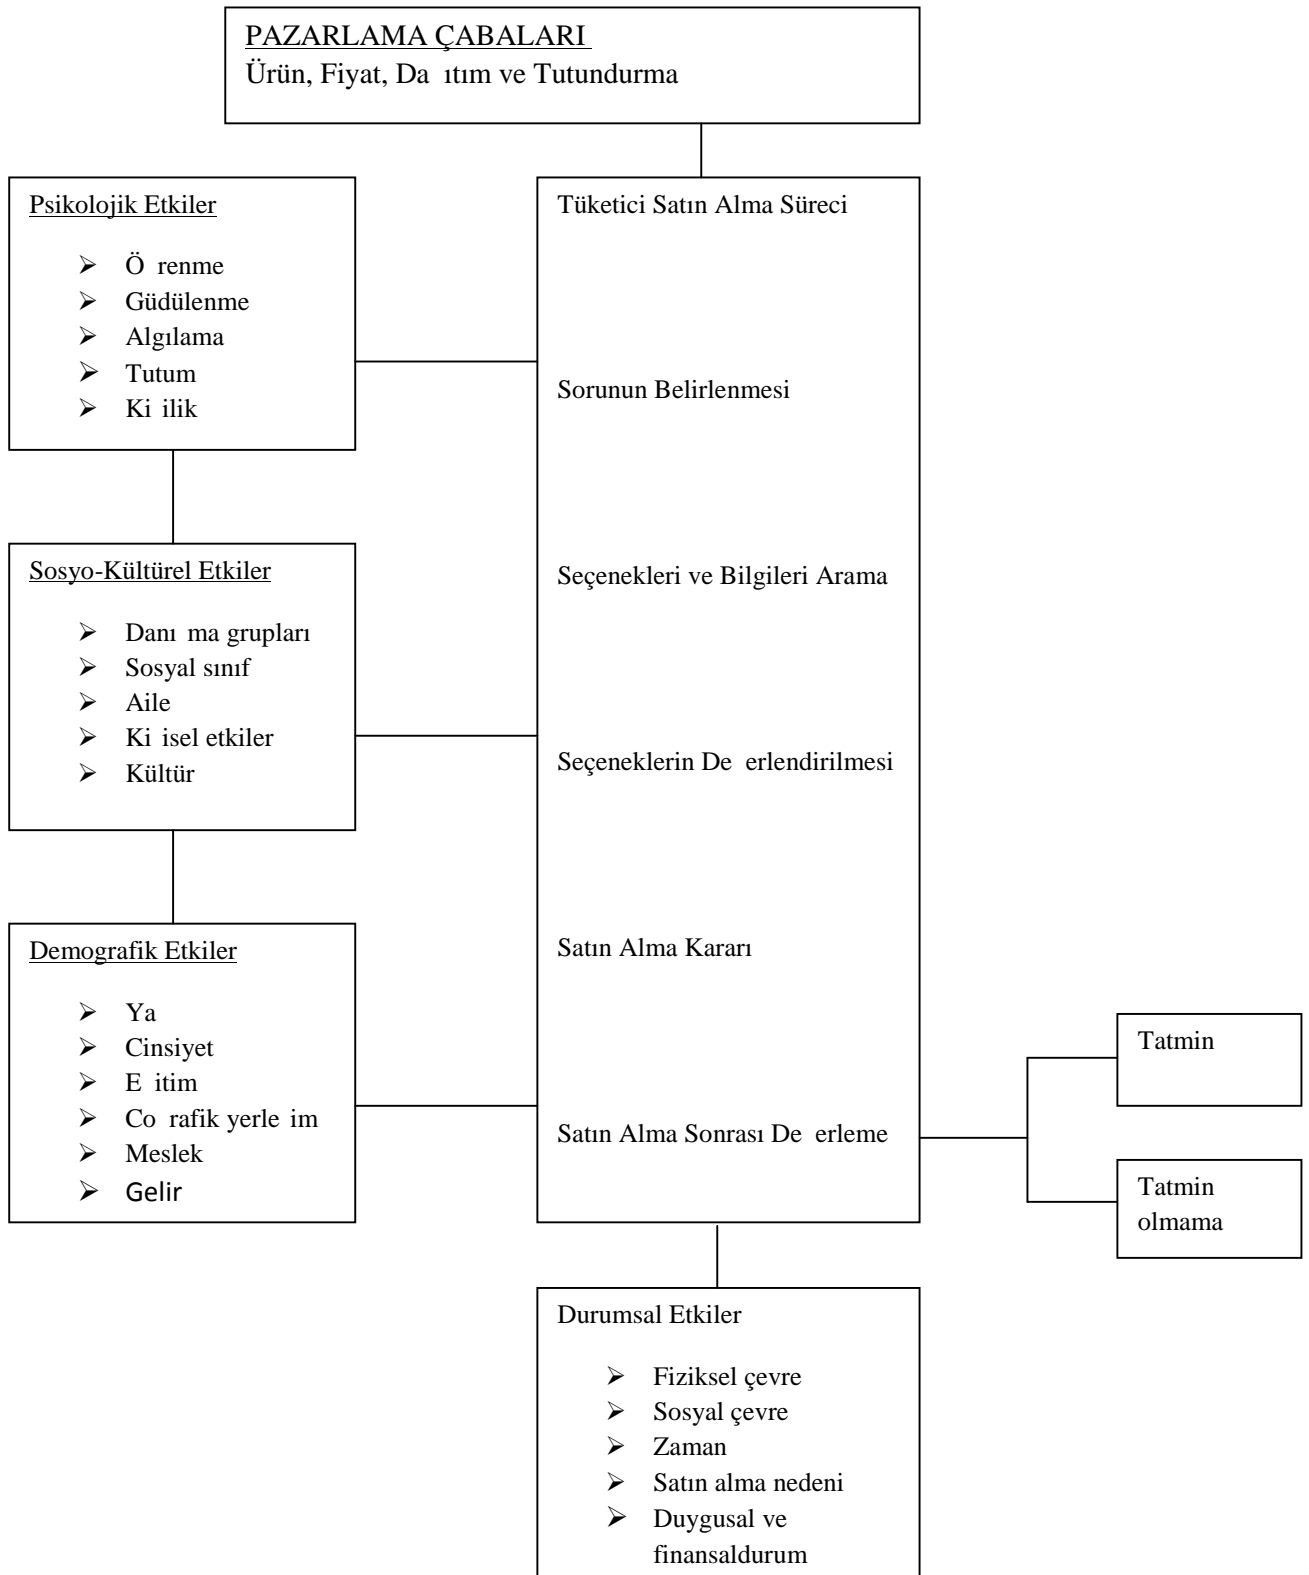 PAZARLAMA ÇABALARI
Ürün, Fiyat, Da ıtım ve Tutundurma
Psikolojik Etkiler
➢ Ö renme
➢ Güdülenme
➢ Algılama
➢ Tutum
➢ Ki ilik
Sosyo-Kültürel Etkiler
➢ Danı ma grupları
➢ Sosyal sınıf
➢ Aile
➢ Ki isel etkiler
➢ Kültür
Demografik Etkiler
➢ Ya
➢ Cinsiyet
➢ E itim
➢ Co rafik yerle im
➢ Meslek
➢ Gelir
Tüketici Satın Alma Süreci
Sorunun Belirlenmesi
Seçenekleri ve Bilgileri Arama
Seçeneklerin De erlendirilmesi
Satın Alma Kararı
Satın Alma Sonrası De erleme
Tatmin
Tatmin
olmama
Durumsal Etkiler
➢ Fiziksel çevre
➢ Sosyal çevre
➢ Zaman
➢ Satın alma nedeni
➢ Duygusal ve
finansaldurum